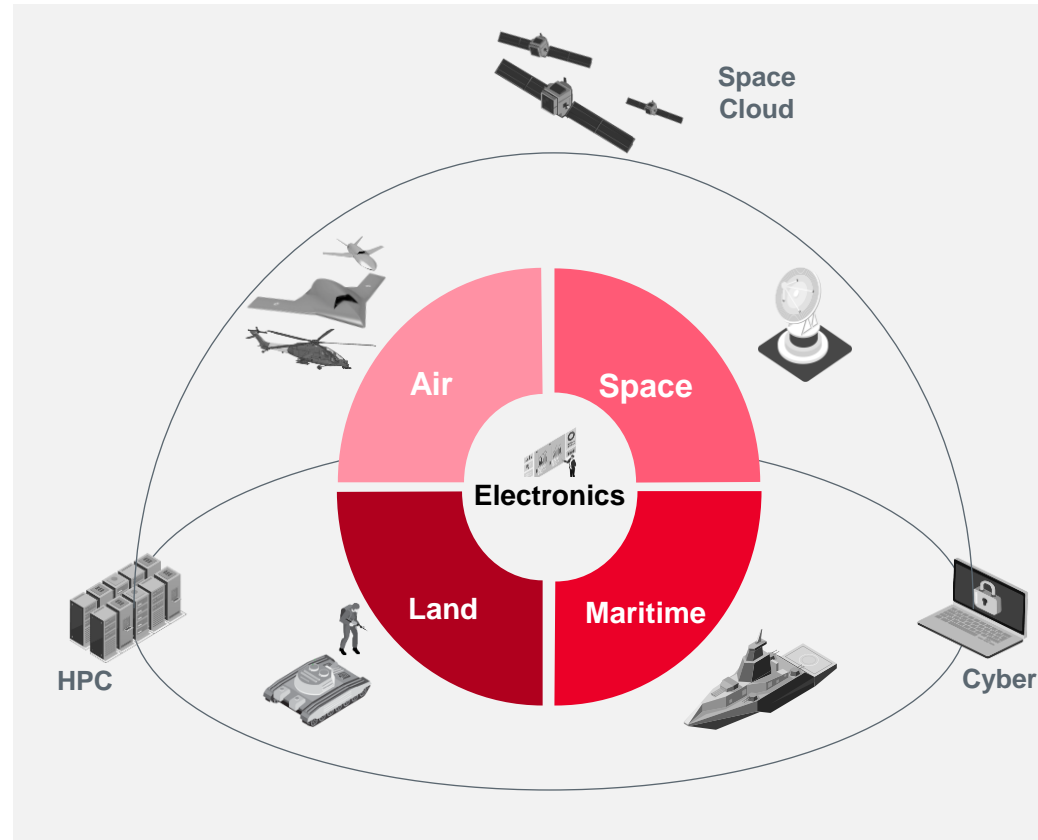 Space
Cloud
Air
Space
Electronics
Land
Maritime
HPC
Cyber